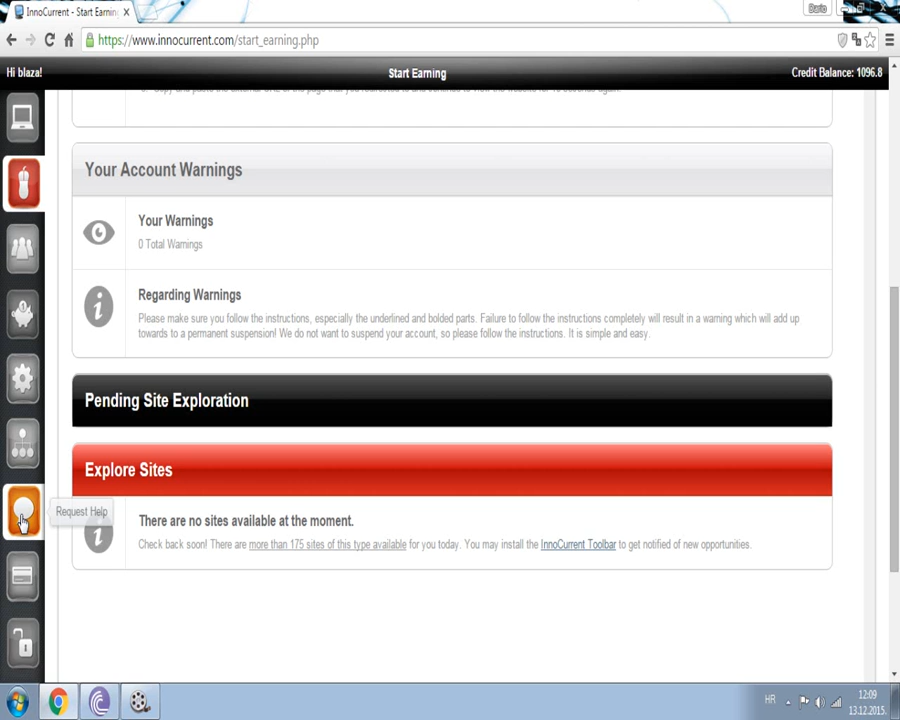 InnoCurrent - Start Earning
Dario
https://www.innocurrent.com/start_earning.php
Hi blaza!
Start Earning
Credit Balance: 1096.8
Your Account Warnings
Your Warnings
0 Total Warnings
Regarding Warnings
Please make sure you follow the instructions, especially the underlined and bolded parts. Failure to follow the instructions completely will result in a warning which will add up
towards to a permanent suspension! We do not want to suspend your account, so please follow the instructions. It is simple and easy.
Pending Site Exploration
Explore Sites
Request Help
There are no sites available at the moment.
Check back soon! There are more than 175 sites of this type available for you today. You may install the InnoCurrent Toolbar to get notified of new opportunities.
HR
12:09
13.12.2015.